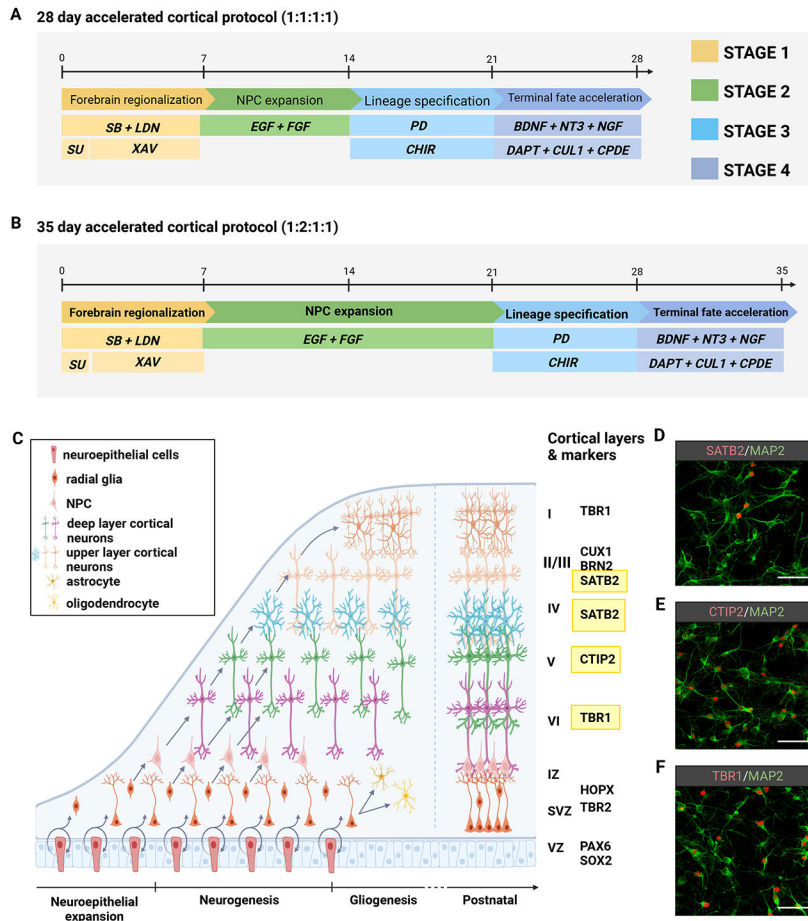 A 28 day accelerated cortical protocol (1:1:1:1)
0 7 14 21 28
Forebrain regionalization NPC expansion Lineage specification Terminal fate acceleration
SB + LDN EGF + FGF PD BDNF + NT3 + NGF
SU XAV CHIR DAPT + CUL1 + CPDE
STAGE 1
STAGE 2
STAGE 3
STAGE 4
B 35 day accelerated cortical protocol (1:2:1:1)
0 7 14 21 28 35
Forebrain regionalization NPC expansion Lineage specification Terminal fate acceleration
SB + LDN EGF + FGF PD BDNF + NT3 + NGF
SU XAV CHIR DAPT + CUL1 + CPDE
C
neuroepithelial cells
radial glia
NPC
deep layer cortical
neurons
upper layer cortical
neurons
astrocyte
oligodendrocyte
Cortical layers
& markers
I TBR1
II/III CUX1
BRN2
SATB2
IV SATB2
V CTIP2
VI TBR1
IZ
HOPX
SVZ TBR2
VZ PAX6
SOX2
Neuroepithelial
expansion
Neurogenesis
Gliogenesis
Postnatal
D
SATB2/MAP2
E
CTIP2/MAP2
F
TBR1/MAP2